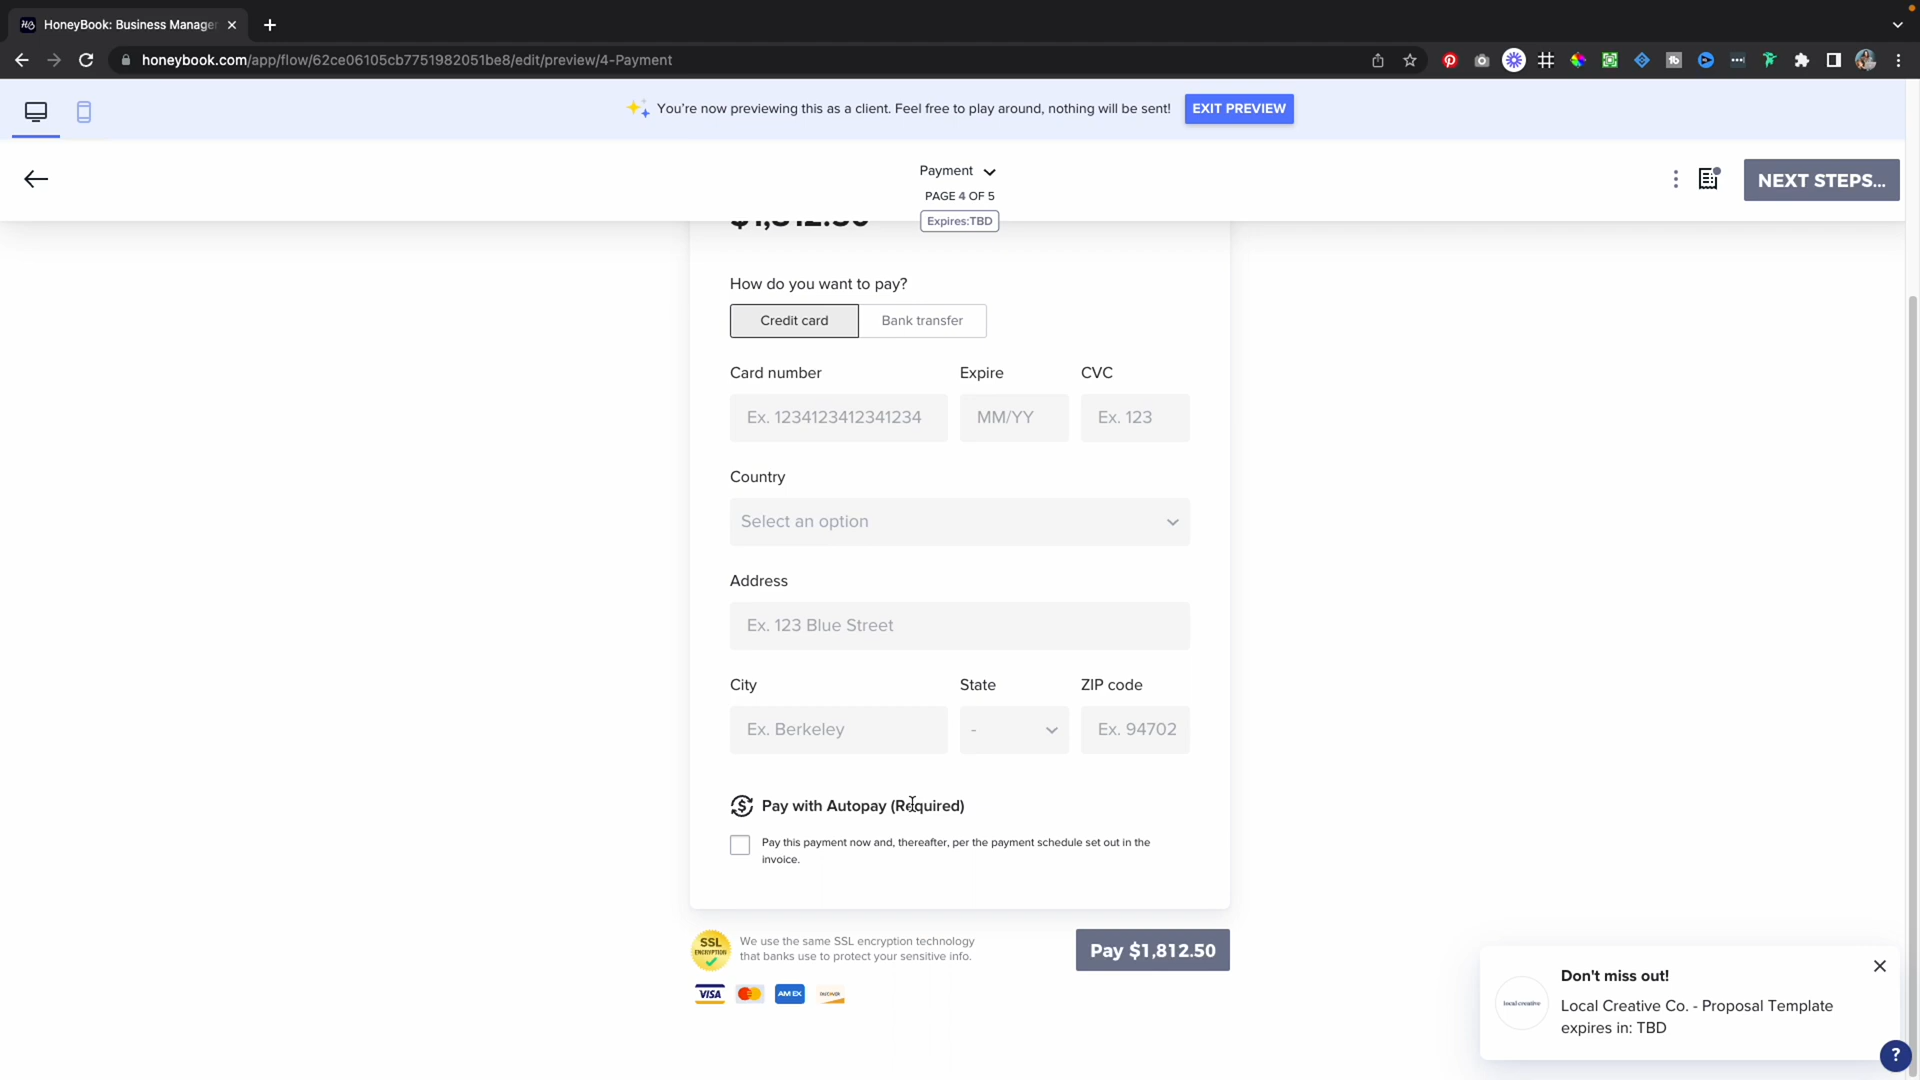 HoneyBook: Business Manager
honeybook.com/app/flow/62ce06105cb7751982051be8/edit/preview/4-Payment
You're now previewing this as a client. Feel free to play around, nothing will be sent!
EXIT PREVIEW
Payment
PAGE 4 OF 5
Expires:TBD
NEXT STEPS...
$1,812.50
How do you want to pay?
Credit card
Bank transfer
Card number
Expire
CVC
Ex. 1234123412341234
MM/YY
Ex. 123
Country
Select an option
Address
Ex. 123 Blue Street
City
State
ZIP code
Ex. Berkeley
-
Ex. 94702
Pay with Autopay (Required)
Pay this payment now and, thereafter, per the payment schedule set out in the
invoice.
SSL
ENCRYPTION
We use the same SSL encryption technology
that banks use to protect your sensitive info.
Pay $1,812.50
VISA
AMEX
DISCOVER
local creative
Don't miss out!
Local Creative Co. - Proposal Template
expires in: TBD
?